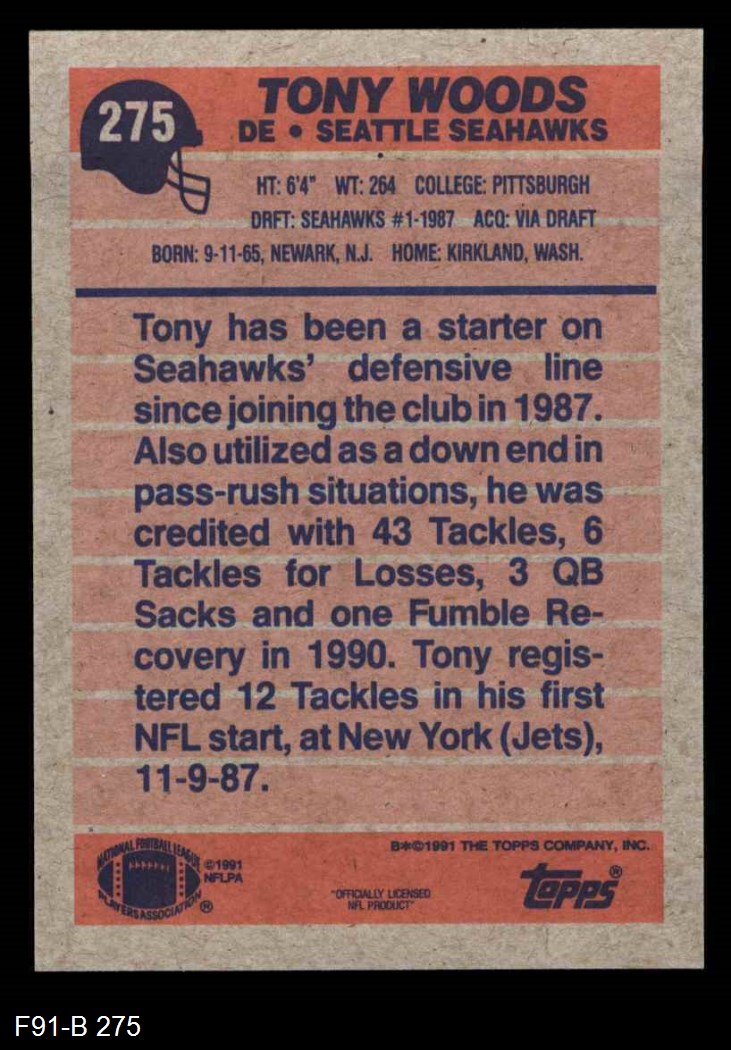 275
TONY WOODS
DE • SEATTLE SEAHAWKS
HT: 6'4" WT: 264 COLLEGE: PITTSBURGH
DRFT: SEAHAWKS #1-1987 ACQ: VIA DRAFT
BORN: 9-11-65, NEWARK, N.J. HOME: KIRKLAND, WASH.
Tony has been a starter on
Seahawks' defensive line
since joining the club in 1987.
Also utilized as a down end in
pass-rush situations, he was
credited with 43 Tackles, 6
Tackles for Losses, 3 QB
Sacks and one Fumble Re-
covery in 1990. Tony regis-
tered 12 Tackles in his first
NFL start, at New York (Jets),
11-9-87.
NATIONAL FOOTBALL LEAGUE
PLAYERS ASSOCIATION ®
©1991
NFLPA
"OFFICIALLY LICENSED
NFL PRODUCT"
B*©1991 THE TOPPS COMPANY, INC.
topps®
F91-B 275